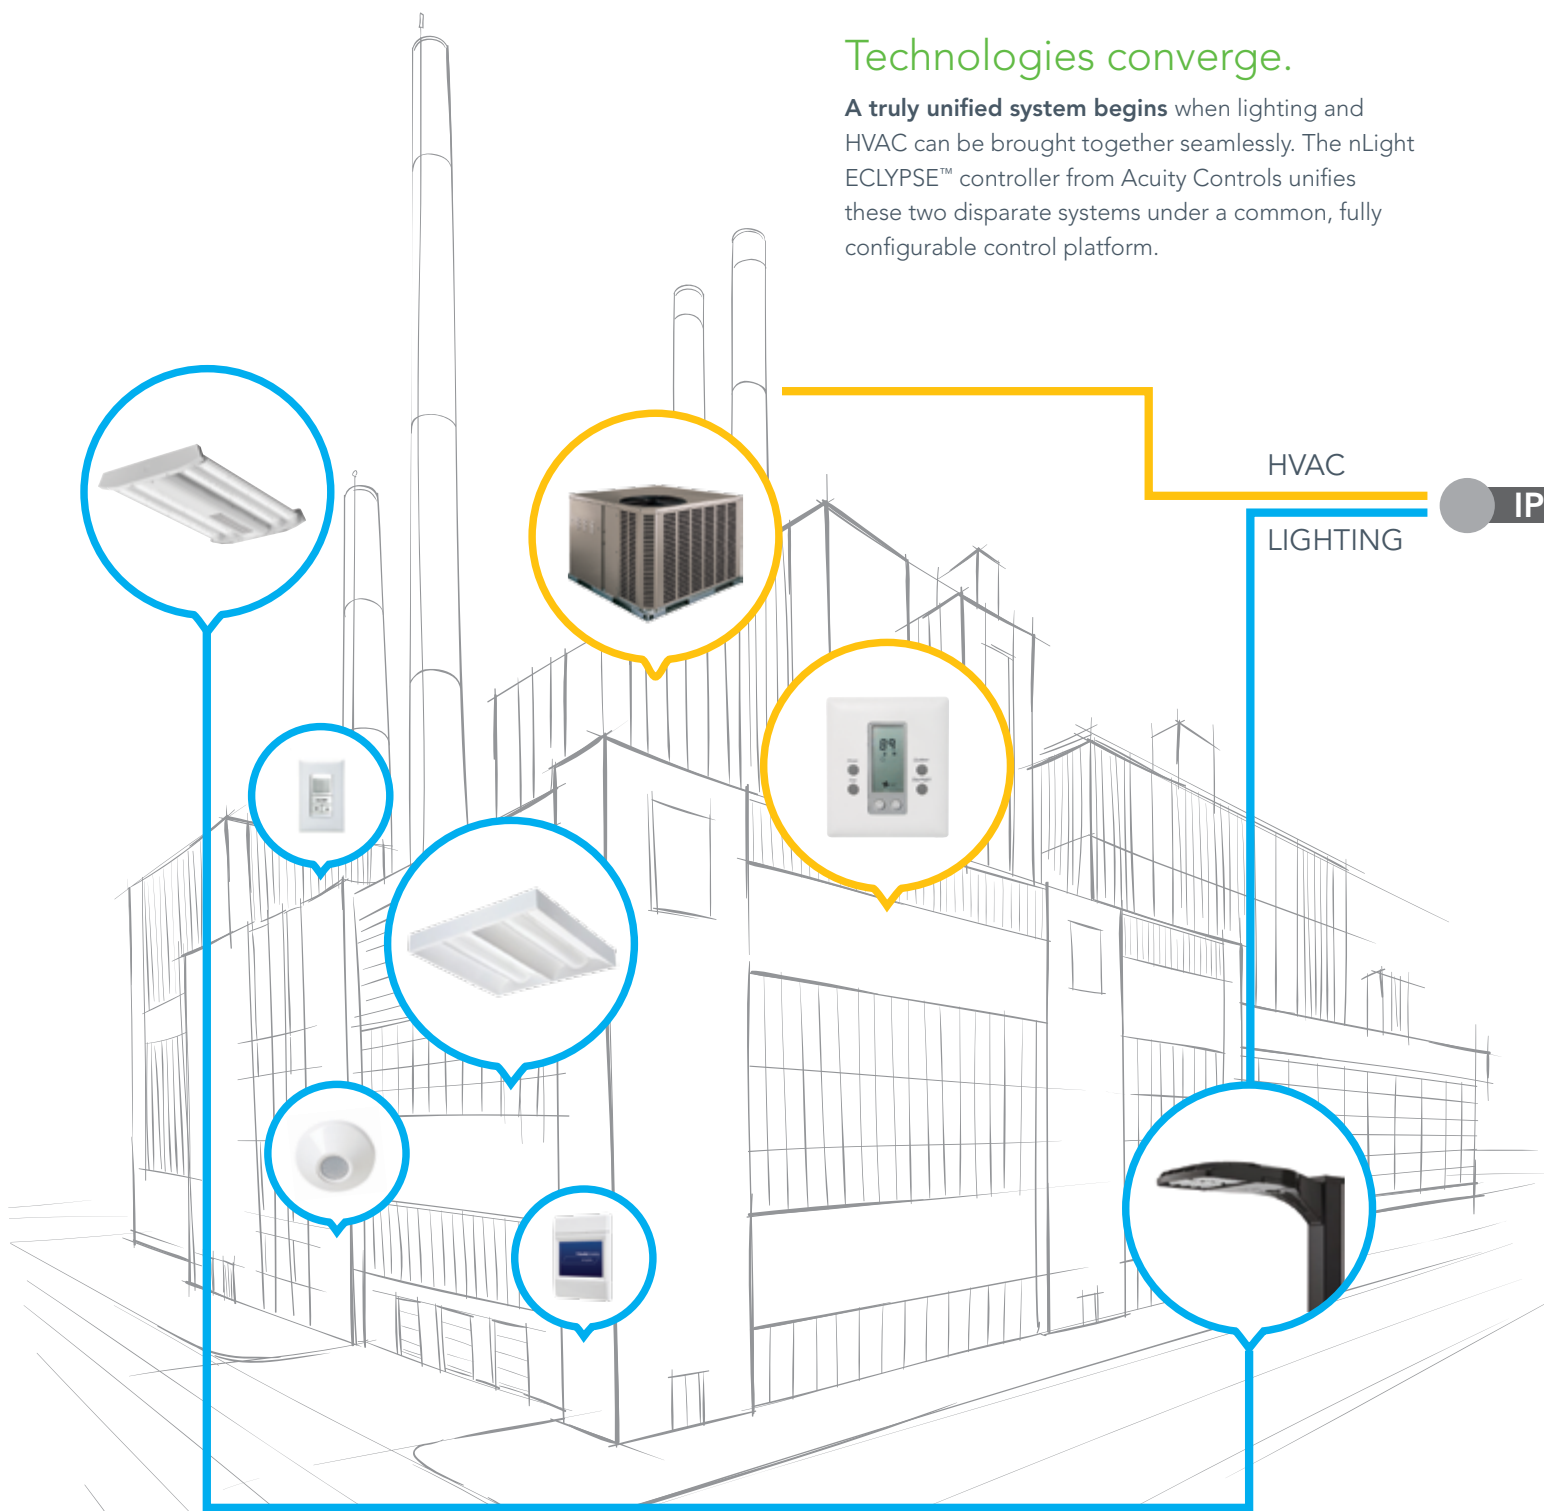 Technologies converge.
A truly unified system begins when lighting and
HVAC can be brought together seamlessly. The nLight
ECLYPSE™ controller from Acuity Controls unifies
these two disparate systems under a common, fully
configurable control platform.
HVAC
IP
LIGHTING